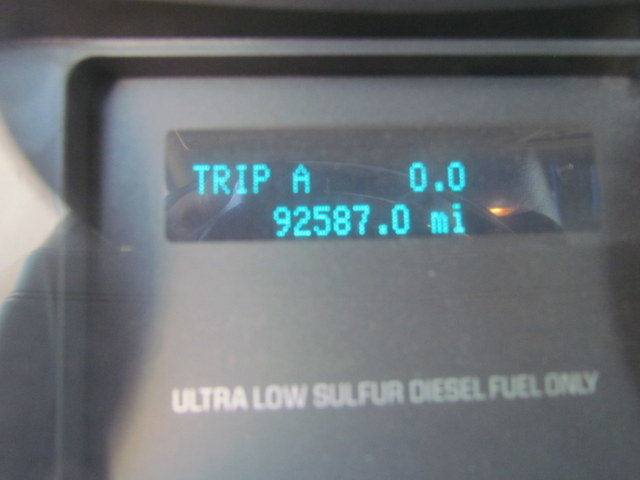 TRIP A 0.0
92587.0 mi
ULTRA LOW SULFUR DIESEL FUEL ONLY